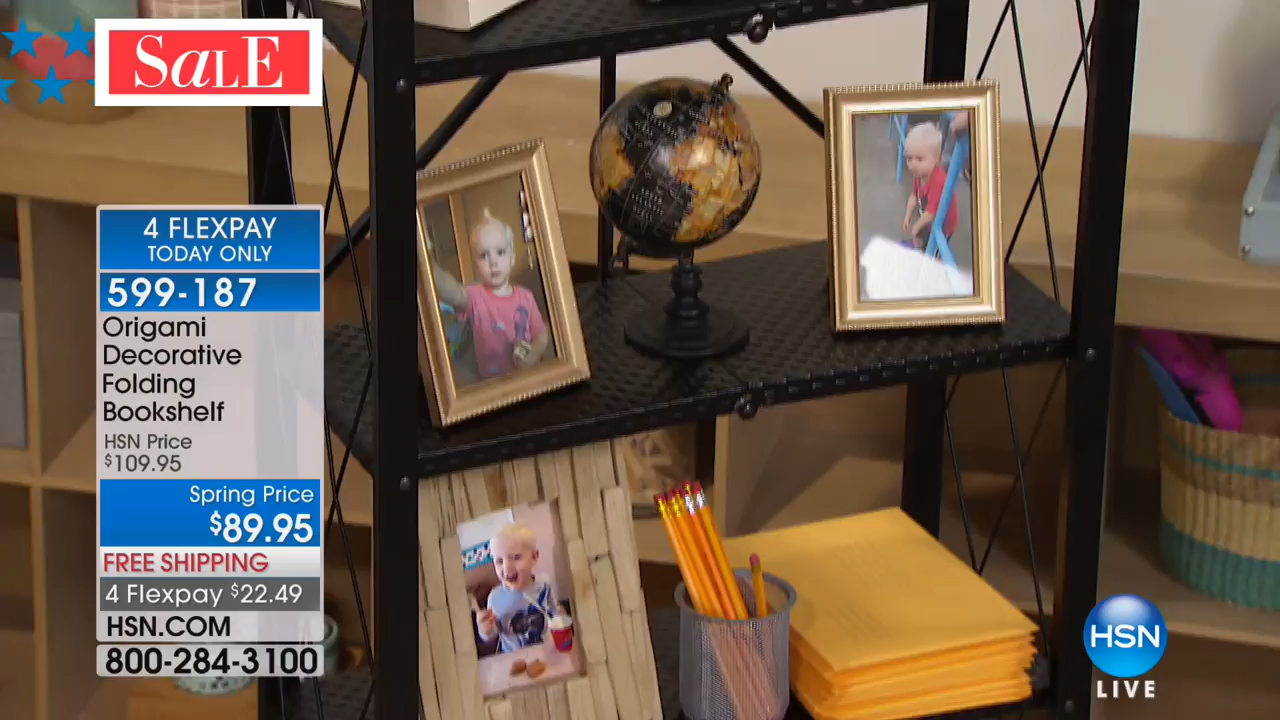 SaLE
4 FLEXPAY
TODAY ONLY
599-187
Origami
Decorative
Folding
Bookshelf
HSN Price
$109.95
Spring Price
$89.95
FREE SHIPPING
4 Flexpay $22.49
HSN.COM
800-284-3100
HSN
LIVE